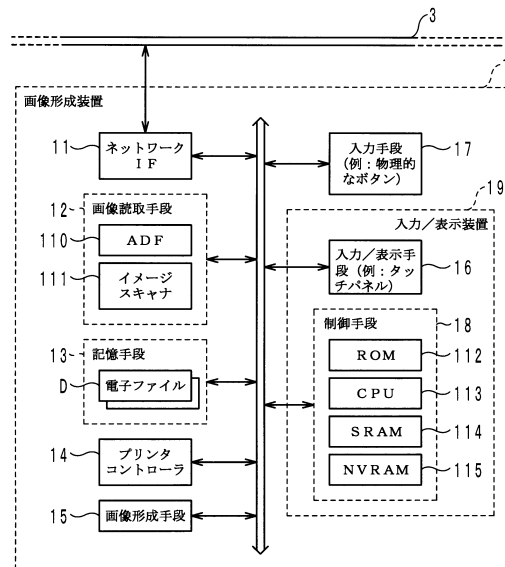 3
画像形成装置
11
ネットワーク
IF
12
画像読取手段
110
ADF
111
イメージ
スキャナ
13
記憶手段
D
電子ファイル
14
プリンタ
コントローラ
15
画像形成手段
入力手段
(例：物理的
なボタン)
17
19
入力／表示装置
入力／表示手
段(例：タッ
チパネル)
16
制御手段
18
ROM
112
CPU
113
SRAM
114
NVRAM
115